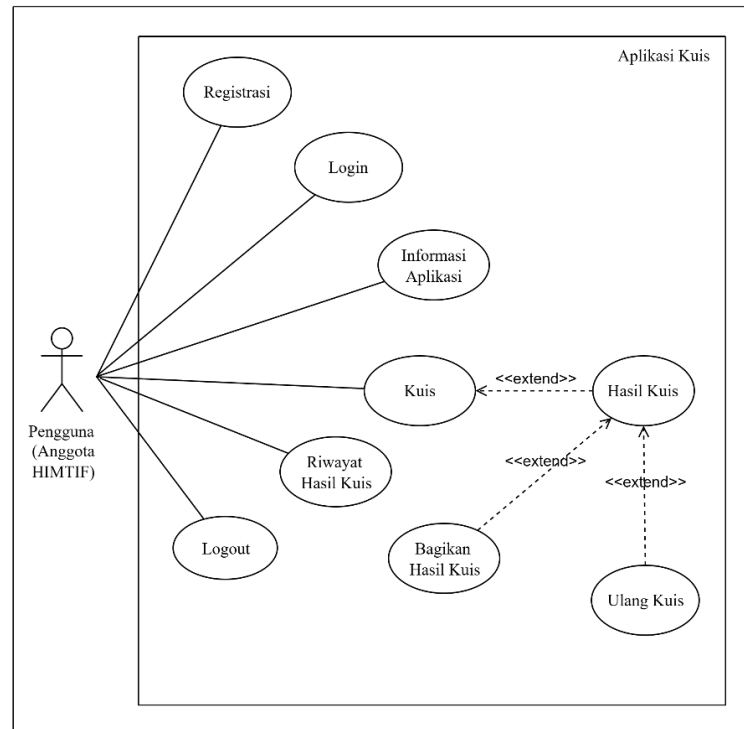 Aplikasi Kuis
Registrasi
Login
Informasi
Aplikasi
Kuis
<<extend>>
Hasil Kuis
Pengguna
(Anggota
HIMTIF)
Riwayat
Hasil Kuis
<<extend>>
<<extend>>
Logout
Bagikan
Hasil Kuis
Ulang Kuis